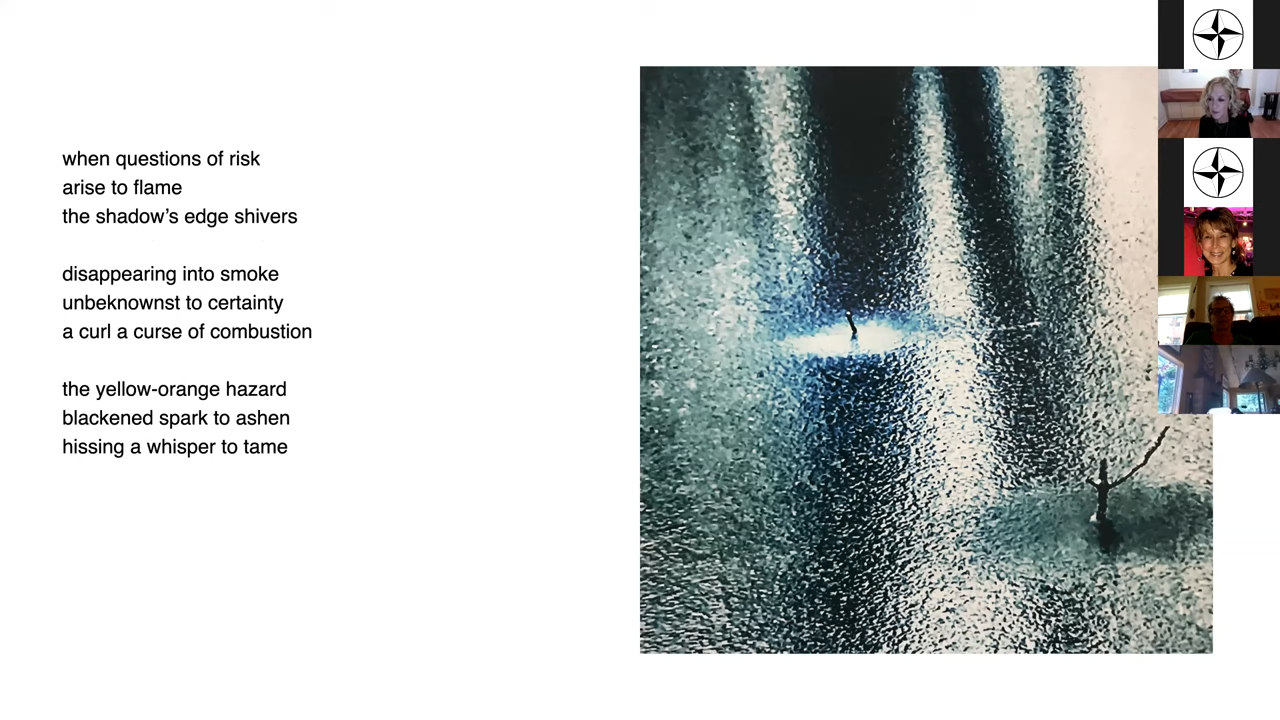 when questions of risk
arise to flame
the shadow’s edge shivers
disappearing into smoke
unbeknownst to certainty
a curl a curse of combustion
the yellow-orange hazard
blackened spark to ashen
hissing a whisper to tame